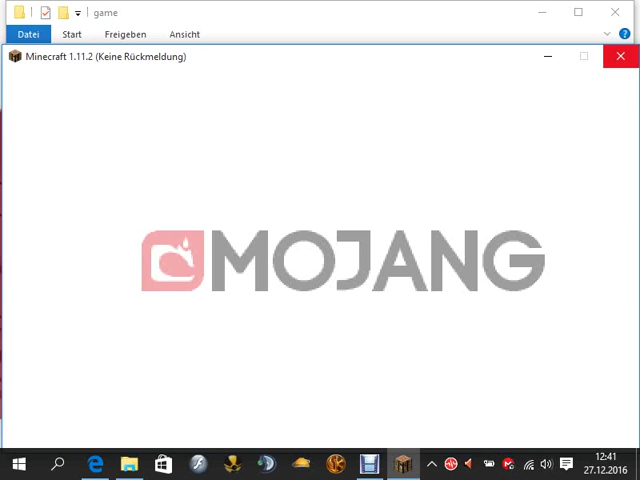 game
Datei Start Freigeben Ansicht
Minecraft 1.11.2 (Keine Rückmeldung)
MOJANG
12:41
27.12.2016